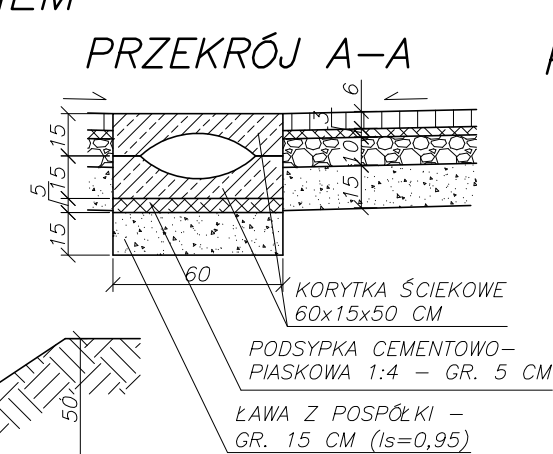 PRZEKRÓJ A-A
6
3
10
15
15
15
5
15
60
KORYTKA ŚCIEKOWE
60x15x50 CM
PODSYPKA CEMENTOWO-
PIASKOWA 1:4 - GR. 5 CM
ŁAWA Z POSPÓŁKI -
GR. 15 CM (Is=0,95)
50